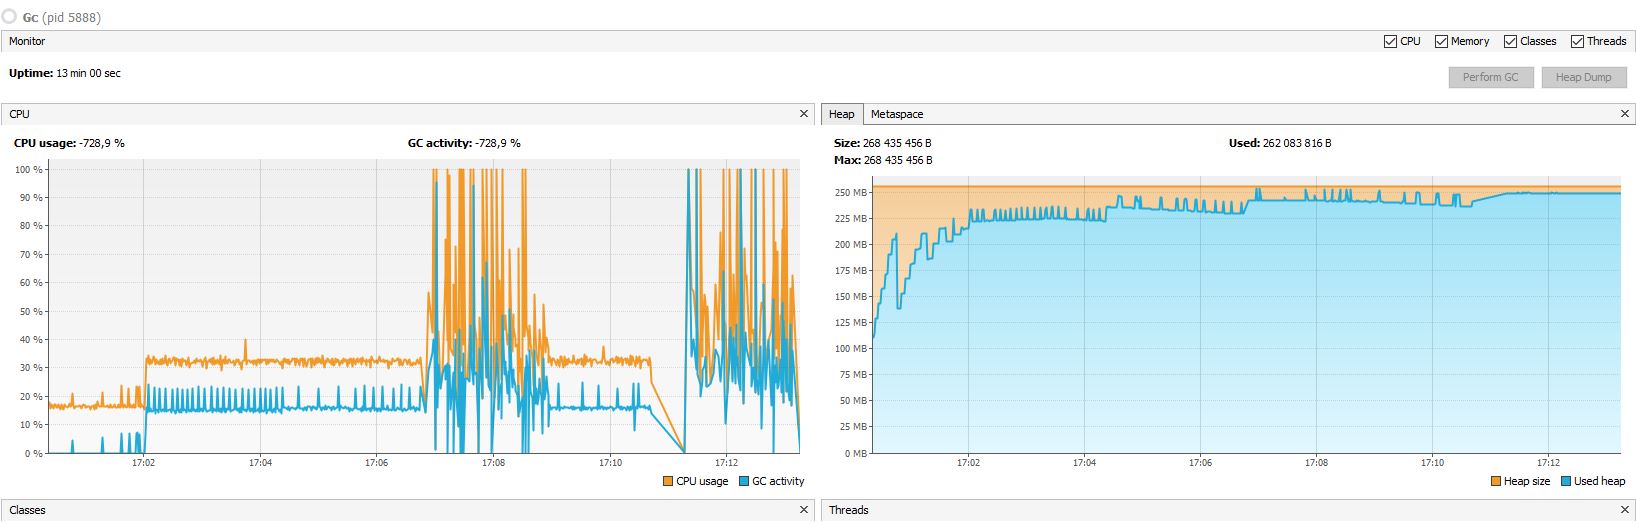 Gc (pid 5888)
Monitor
CPU Memory Classes Threads
Uptime: 13 min 00 sec
Perform GC Heap Dump
CPU
CPU usage: -728,9 % GC activity: -728,9 %
100 %
90 %
80 %
70 %
60 %
50 %
40 %
30 %
20 %
10 %
0 %
17:02 17:04 17:06 17:08 17:10 17:12
CPU usage GC activity
Heap Metaspace
Size: 268 435 456 B Used: 262 083 816 B
Max: 268 435 456 B
250 MB
225 MB
200 MB
175 MB
150 MB
125 MB
100 MB
75 MB
50 MB
25 MB
0 MB
17:02 17:04 17:06 17:08 17:10 17:12
Heap size Used heap
Classes
Threads